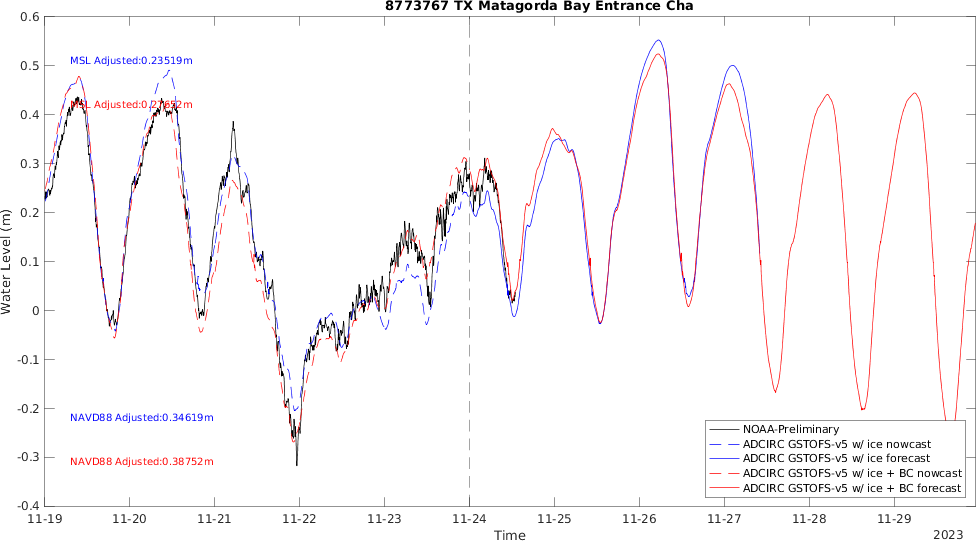 8773767 TX Matagorda Bay Entrance Cha
0.6
0.5
0.4
0.3
0.2
0.1
0
-0.1
-0.2
-0.3
-0.4
Water Level (m)
MSL Adjusted:0.23519m
MSL Adjusted:0.27652m
NAVD88 Adjusted:0.34619m
NAVD88 Adjusted:0.38752m
NOAA-Preliminary
ADCIRC GSTOFS-v5 w/ ice nowcast
ADCIRC GSTOFS-v5 w/ ice forecast
ADCIRC GSTOFS-v5 w/ ice + BC nowcast
ADCIRC GSTOFS-v5 w/ ice + BC forecast
11-19 11-20 11-21 11-22 11-23 11-24 11-25 11-26 11-27 11-28 11-29
Time
2023